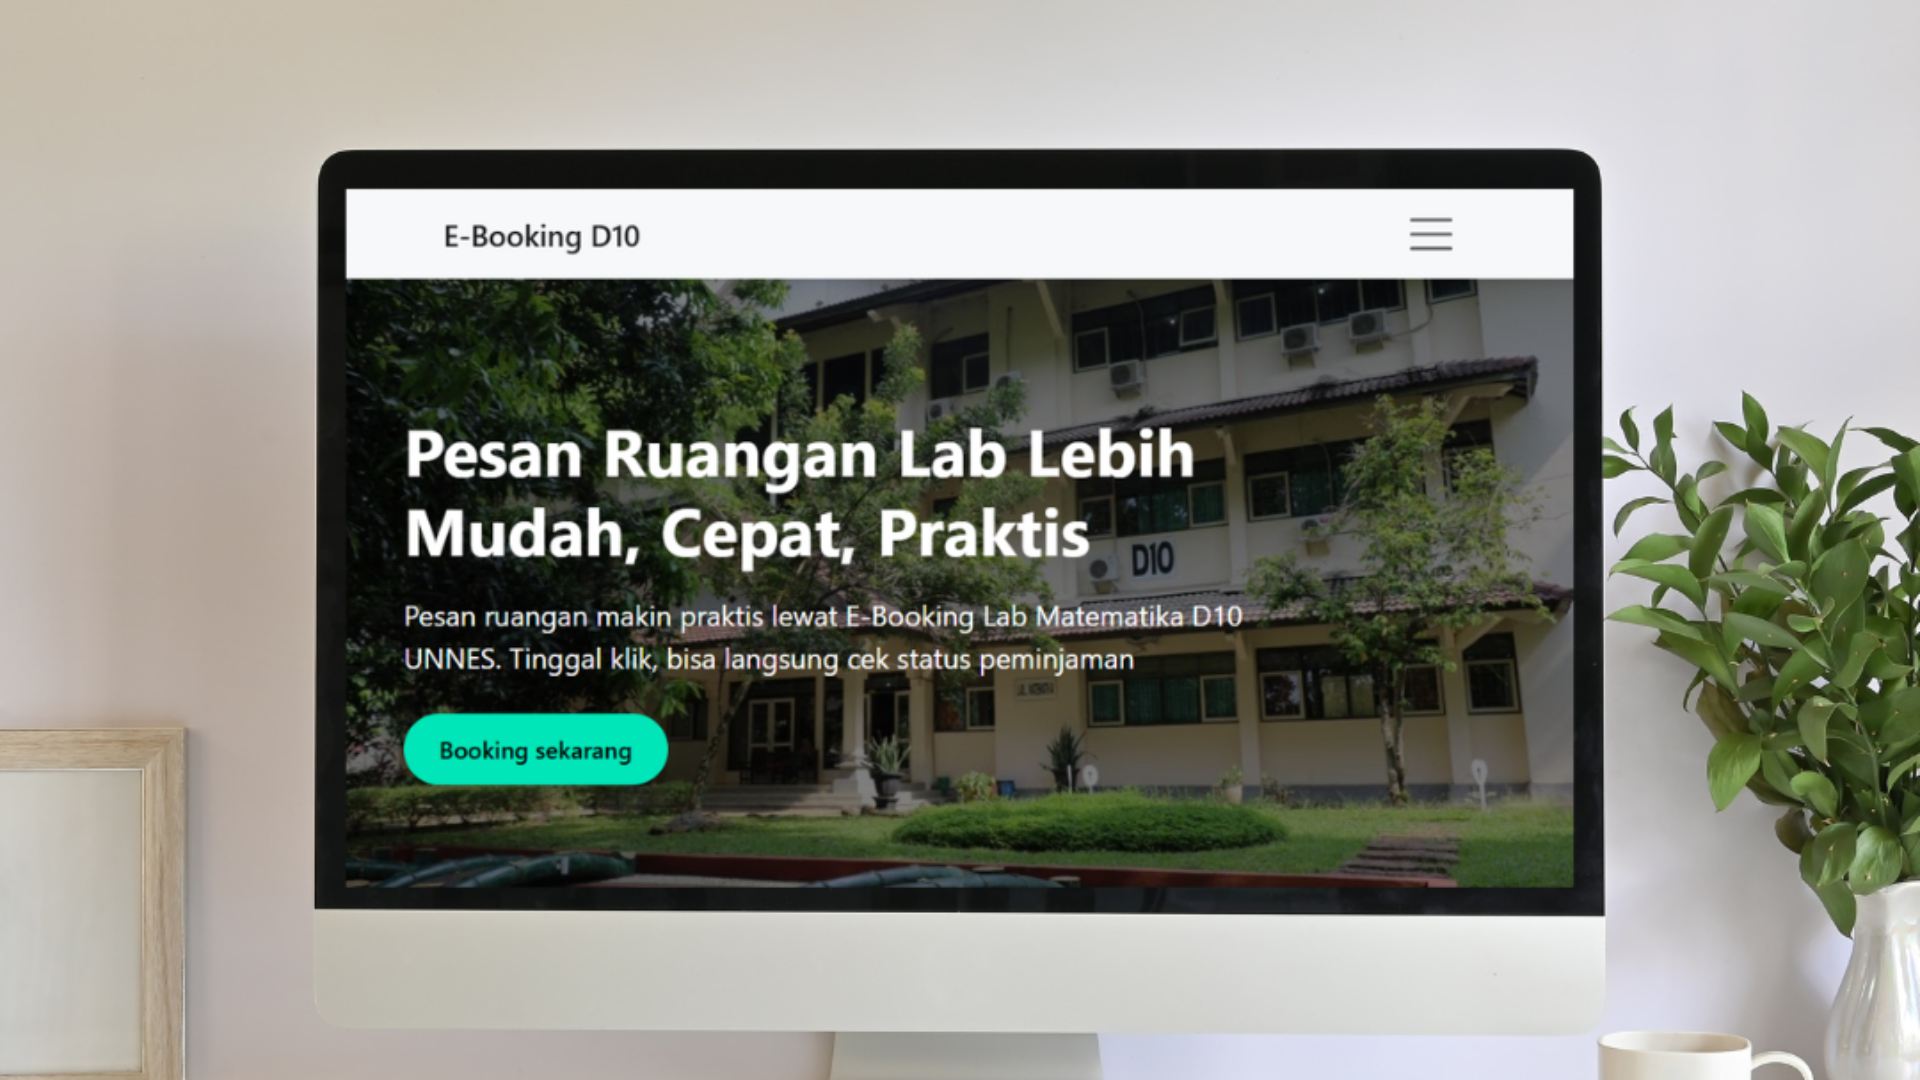 E-Booking D10
Pesan Ruangan Lab Lebih
Mudah, Cepat, Praktis
D10
Pesan ruangan makin praktis lewat E-Booking Lab Matematika D10
UNNES. Tinggal klik, bisa langsung cek status peminjaman
Booking sekarang